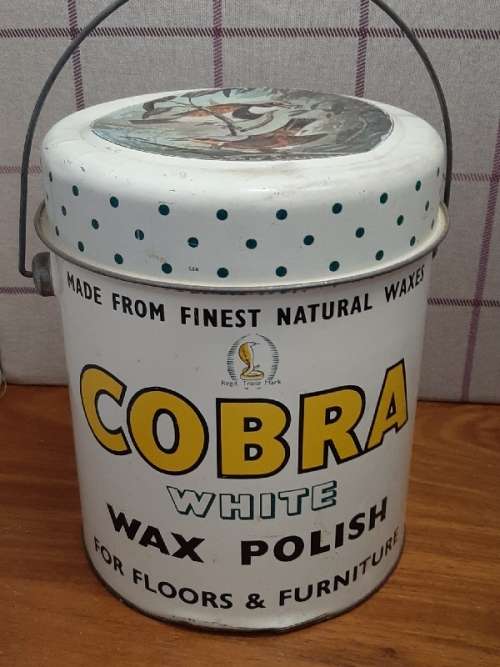 MADE FROM FINEST NATURAL WAXES
Regd Trade Mark
COBRA
WHITE
WAX POLISH
FOR FLOORS & FURNITURE